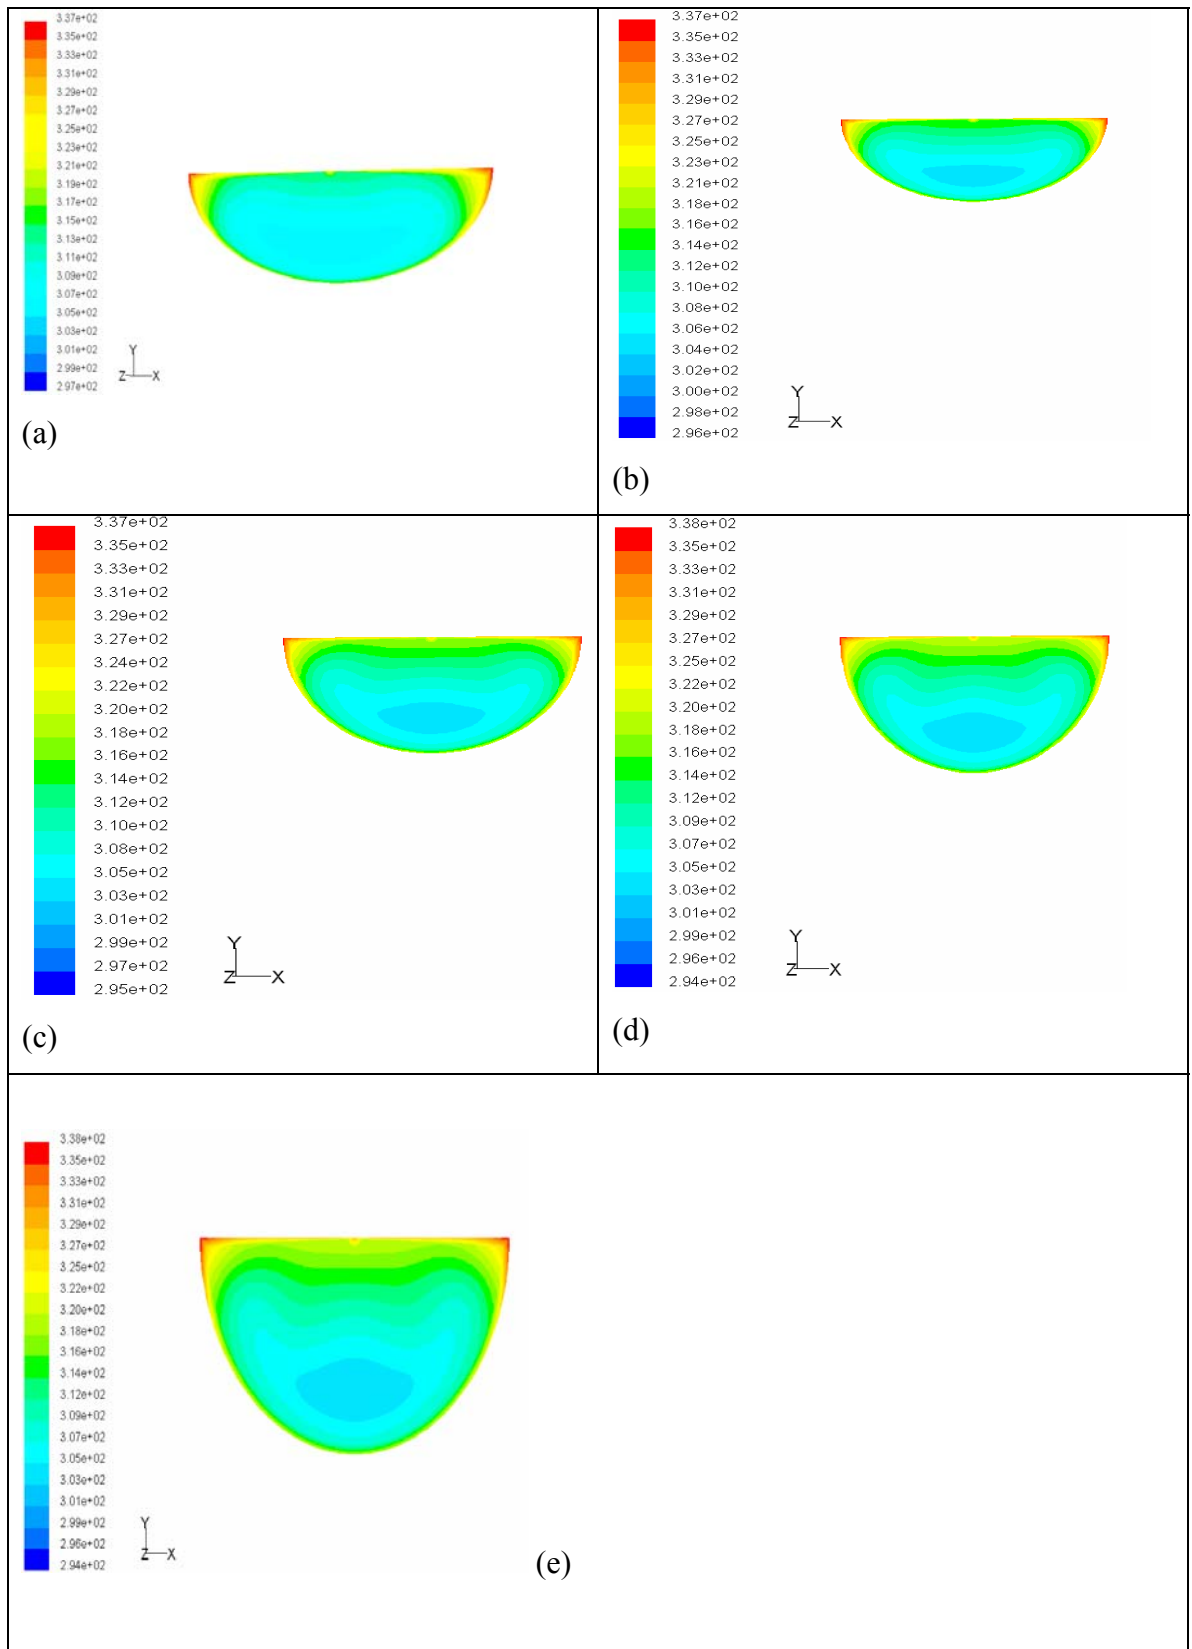 3.37e+02
3.35e+02
3.33e+02
3.31e+02
3.29e+02
3.27e+02
3.25e+02
3.23e+02
3.21e+02
3.19e+02
3.17e+02
3.15e+02
3.13e+02
3.11e+02
3.09e+02
3.07e+02
3.05e+02
3.03e+02
3.01e+02
2.99e+02
2.97e+02
Y
Z X
(a)
3.37e+02
3.35e+02
3.33e+02
3.31e+02
3.29e+02
3.27e+02
3.25e+02
3.23e+02
3.21e+02
3.18e+02
3.16e+02
3.14e+02
3.12e+02
3.10e+02
3.08e+02
3.06e+02
3.04e+02
3.02e+02
3.00e+02
2.98e+02
2.96e+02
Y
Z X
(b)
3.37e+02
3.35e+02
3.33e+02
3.31e+02
3.29e+02
3.27e+02
3.24e+02
3.22e+02
3.20e+02
3.18e+02
3.16e+02
3.14e+02
3.12e+02
3.10e+02
3.08e+02
3.05e+02
3.03e+02
3.01e+02
2.99e+02
2.97e+02
2.95e+02
Y
Z X
(c)
3.38e+02
3.35e+02
3.33e+02
3.31e+02
3.29e+02
3.27e+02
3.25e+02
3.22e+02
3.20e+02
3.18e+02
3.16e+02
3.14e+02
3.12e+02
3.09e+02
3.07e+02
3.05e+02
3.03e+02
3.01e+02
2.99e+02
2.96e+02
2.94e+02
Y
Z X
(d)
3.38e+02
3.35e+02
3.33e+02
3.31e+02
3.29e+02
3.27e+02
3.25e+02
3.22e+02
3.20e+02
3.18e+02
3.16e+02
3.14e+02
3.12e+02
3.09e+02
3.07e+02
3.05e+02
3.03e+02
3.01e+02
2.99e+02
2.96e+02
2.94e+02
Y
Z X
(e)